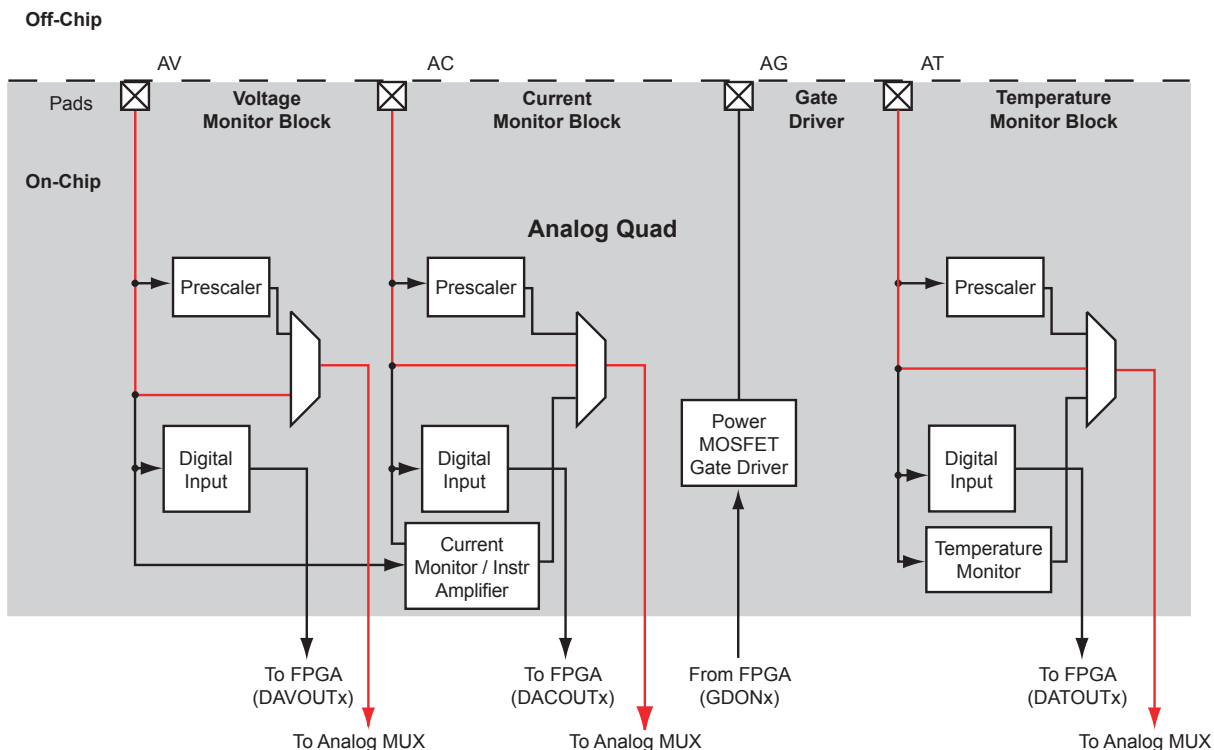 Off-Chip
AV
AC
AG
AT
Pads
Voltage
Monitor Block
Current
Monitor Block
Gate
Driver
Temperature
Monitor Block
On-Chip
Analog Quad
Prescaler
Prescaler
Prescaler
Power
MOSFET
Gate Driver
Digital
Input
Digital
Input
Digital
Input
Current
Monitor / Instr
Amplifier
Temperature
Monitor
To FPGA
(DAVOUTx)
To FPGA
(DACOUTx)
From FPGA
(GDONx)
To FPGA
(DATOUTx)
To Analog MUX
To Analog MUX
To Analog MUX